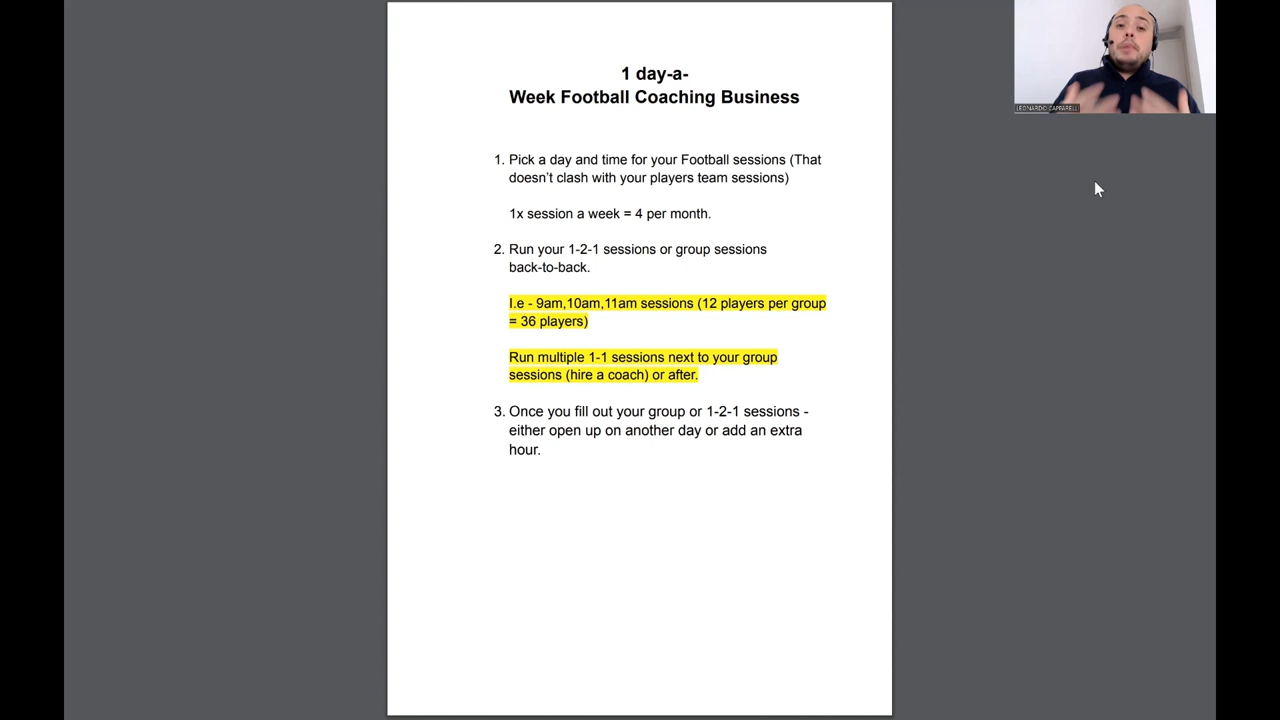 1 day-a-
Week Football Coaching Business
1. Pick a day and time for your Football sessions (That
doesn't clash with your players team sessions)
1x session a week = 4 per month.
2. Run your 1-2-1 sessions or group sessions
back-to-back.
I.e - 9am,10am,11am sessions (12 players per group
= 36 players)
Run multiple 1-1 sessions next to your group
sessions (hire a coach) or after.
3. Once you fill out your group or 1-2-1 sessions -
either open up on another day or add an extra
hour.
LEONARDO CAPPARELLI